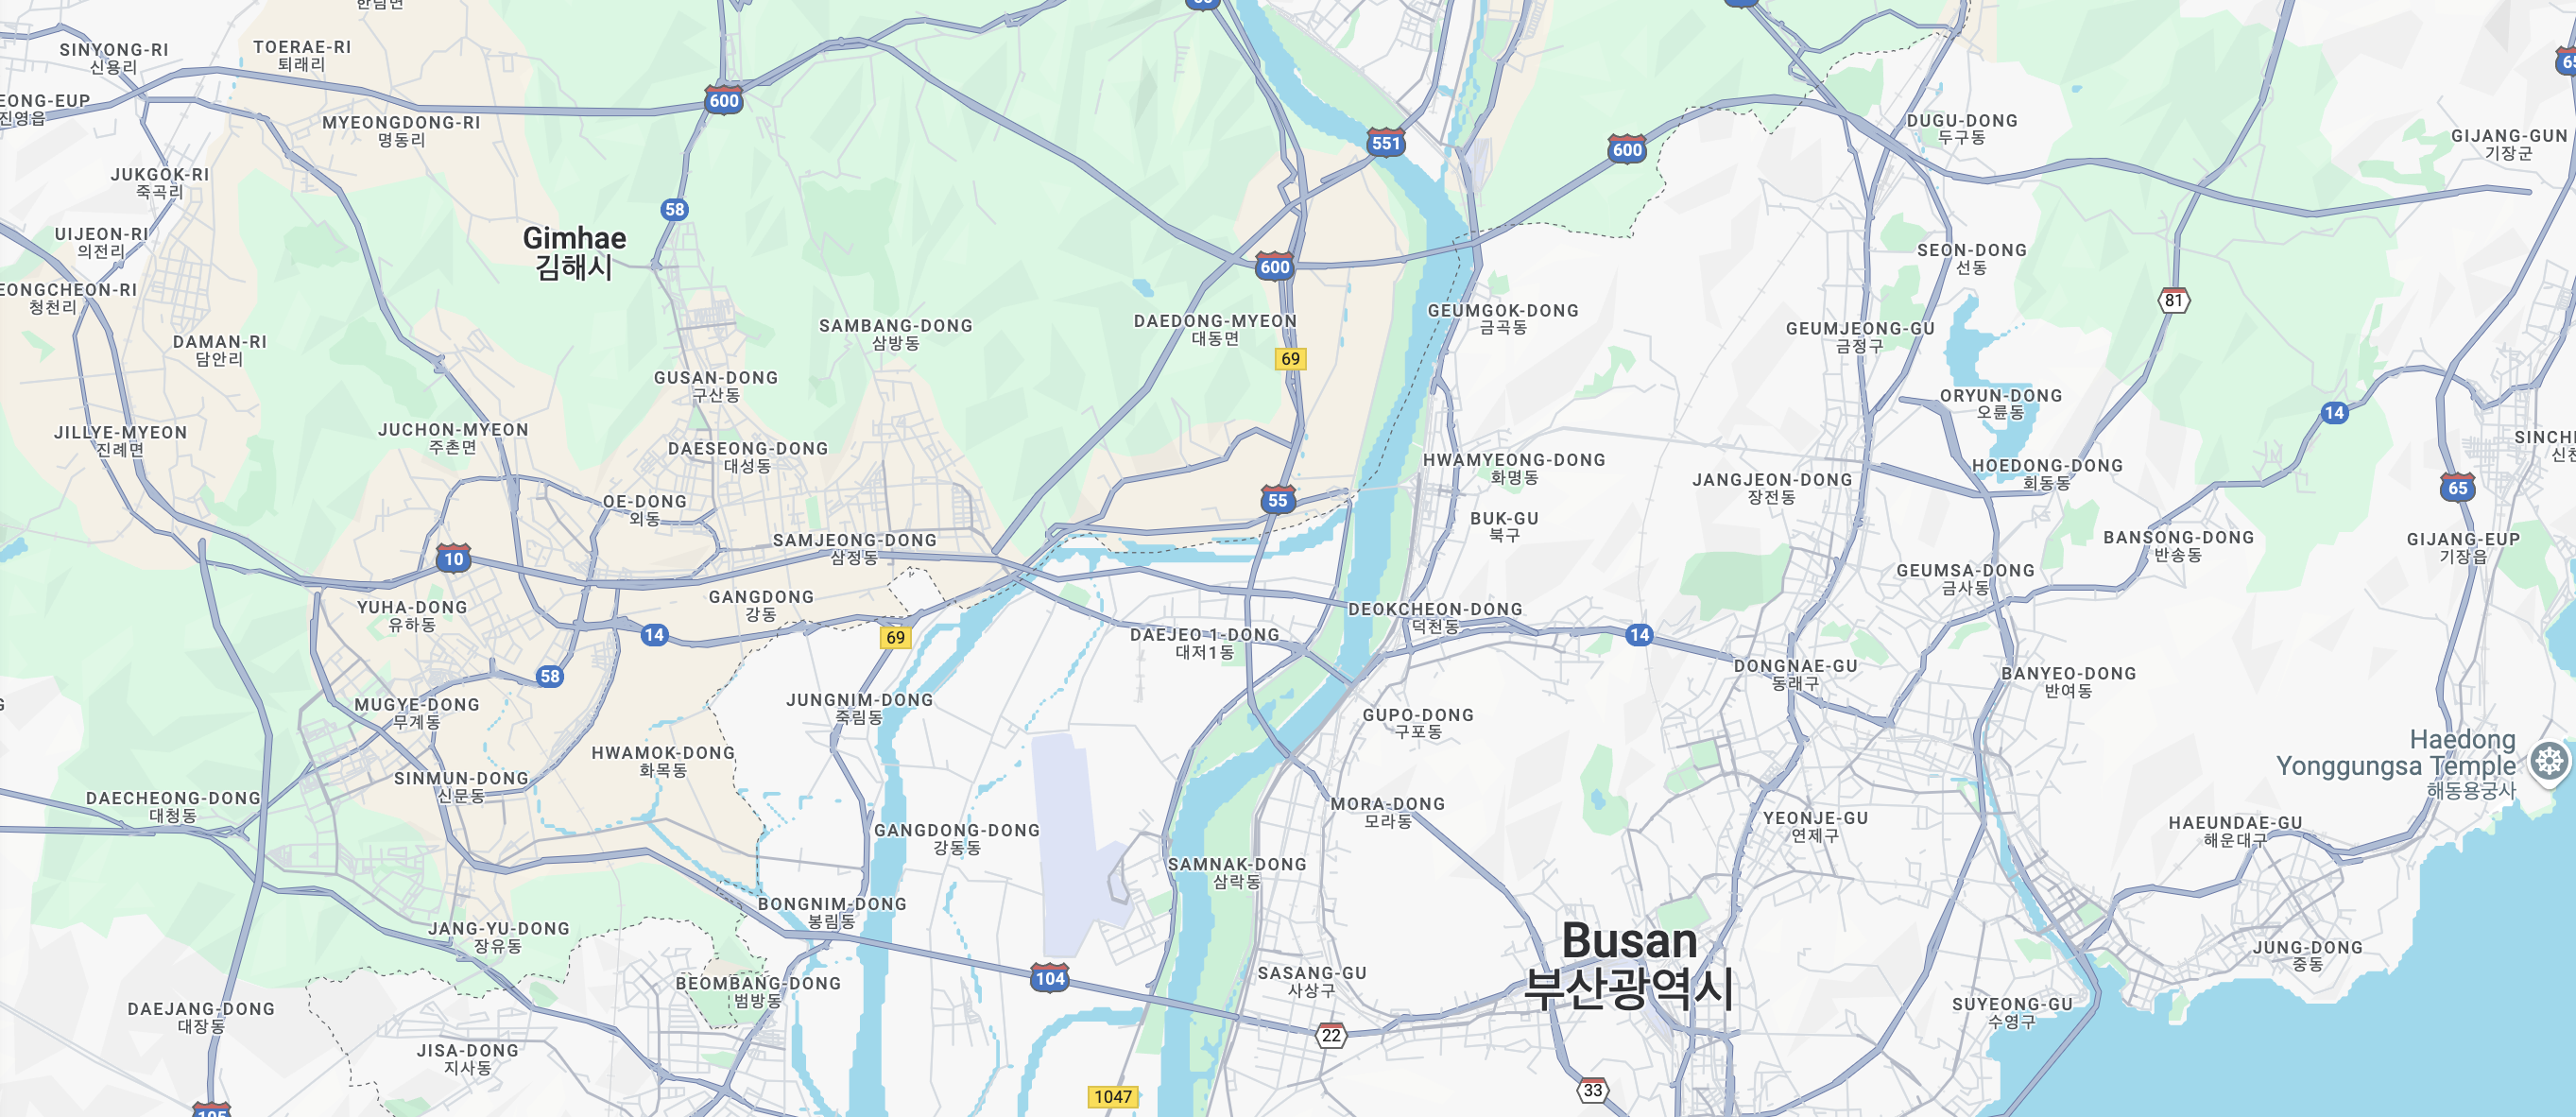 한림면
SINYONG-RI
신용리
TOERAE-RI
퇴래리
600
MYEONGDONG-RI
명동리
진영읍
551
600
DUGU-DONG
두구동
GIJANG-GUN
기장군
JUKGOK-RI
죽곡리
58
UIJEON-RI
의전리
Gimhae
김해시
SEON-DONG
선동
600
청천리
81
SAMBANG-DONG
삼방동
DAEDONG-MYEON
대동면
GEUMGOK-DONG
금곡동
GEUMJEONG-GU
금정구
DAMAN-RI
담안리
69
GUSAN-DONG
구산동
ORYUN-DONG
오륜동
14
JILLYE-MYEON
진례면
JUCHON-MYEON
주촌면
DAESEONG-DONG
대성동
HWAMYEONG-DONG
화명동
JANGJEON-DONG
장전동
HOEDONG-DONG
회동동
65
OE-DONG
외동
55
BUK-GU
북구
SAMJEONG-DONG
삼정동
BANSONG-DONG
반송동
GIJANG-EUP
기장읍
10
GEUMSA-DONG
금사동
YUHA-DONG
유하동
GANGDONG
강동
DEOKCHEON-DONG
덕천동
14
69
DAEJEO 1-DONG
대저1동
14
58
DONGNAE-GU
동래구
BANYEO-DONG
반여동
MUGYE-DONG
무계동
JUNGNIM-DONG
죽림동
GUPO-DONG
구포동
HWAMOK-DONG
화목동
Haedong
Yonggungsa Temple
해동용궁사
SINMUN-DONG
신문동
DAECHEONG-DONG
대청동
MORA-DONG
모라동
YEONJE-GU
연제구
HAEUNDAE-GU
해운대구
GANGDONG-DONG
강동동
SAMNAK-DONG
삼락동
BONGNIM-DONG
봉림동
JANG-YU-DONG
장유동
Busan
부산광역시
JUNG-DONG
중동
BEOMBANG-DONG
범방동
104
SASANG-GU
사상구
DAEJANG-DONG
대장동
SUYEONG-GU
수영구
22
JISA-DONG
지사동
1047
33